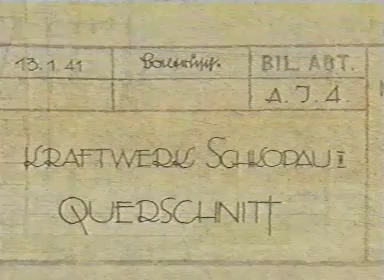 13.1.41 BIL. ABT.
A. J. 4.
KRAFTWERK SCHKOPAU I
QUERSCHNITT